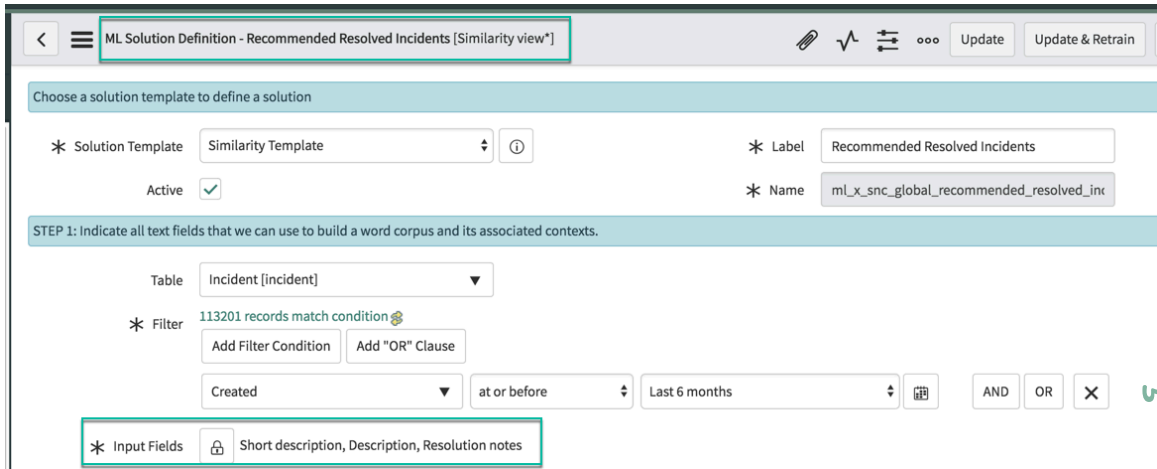 ML Solution Definition - Recommended Resolved Incidents [Similarity view*]
Update
Update & Retrain
Choose a solution template to define a solution
Solution Template
Similarity Template
Label
Recommended Resolved Incidents
Active
Name
ml_x_snc_global_recommended_resolved_inc
STEP 1: Indicate all text fields that we can use to build a word corpus and its associated contexts.
Table
Incident [incident]
Filter
113201 records match condition
Add Filter Condition
Add "OR" Clause
Created
at or before
Last 6 months
AND
OR
Input Fields
Short description, Description, Resolution notes